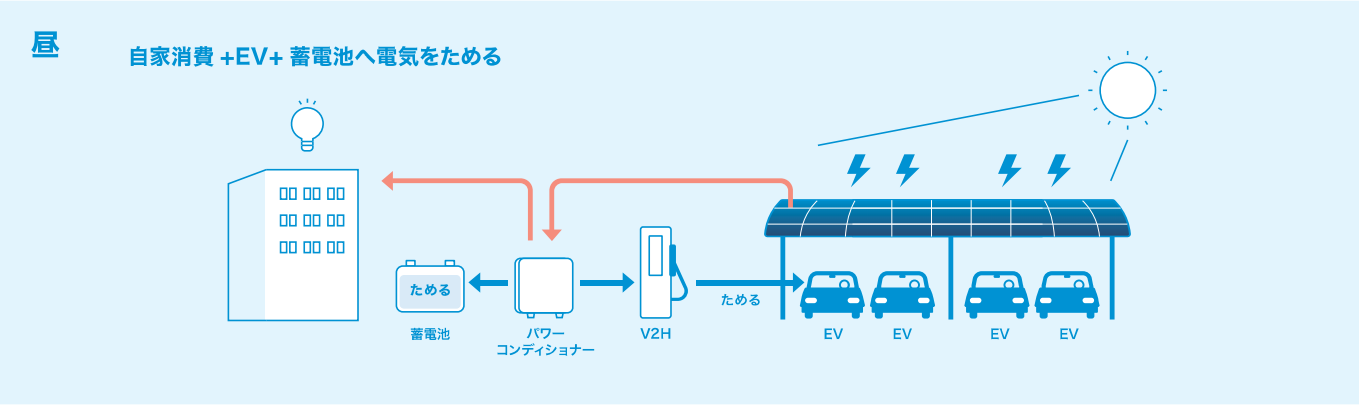 昼
自家消費+EV+蓄電池へ電気をためる
ためる
蓄電池
パワー
コンディショナー
V2H
ためる
EV
EV
EV
EV